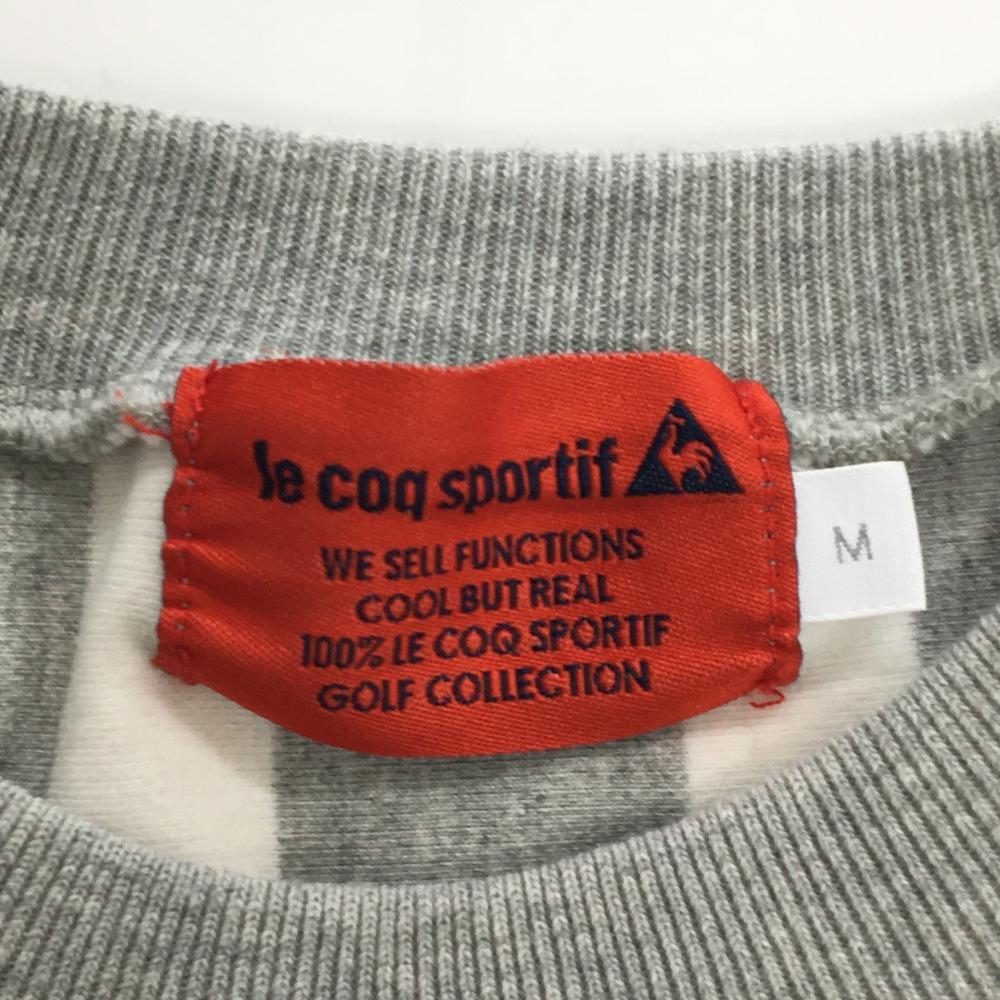 le coq sportif
WE SELL FUNCTIONS
COOL BUT REAL
100% LE COQ SPORTIF
GOLF COLLECTION
M